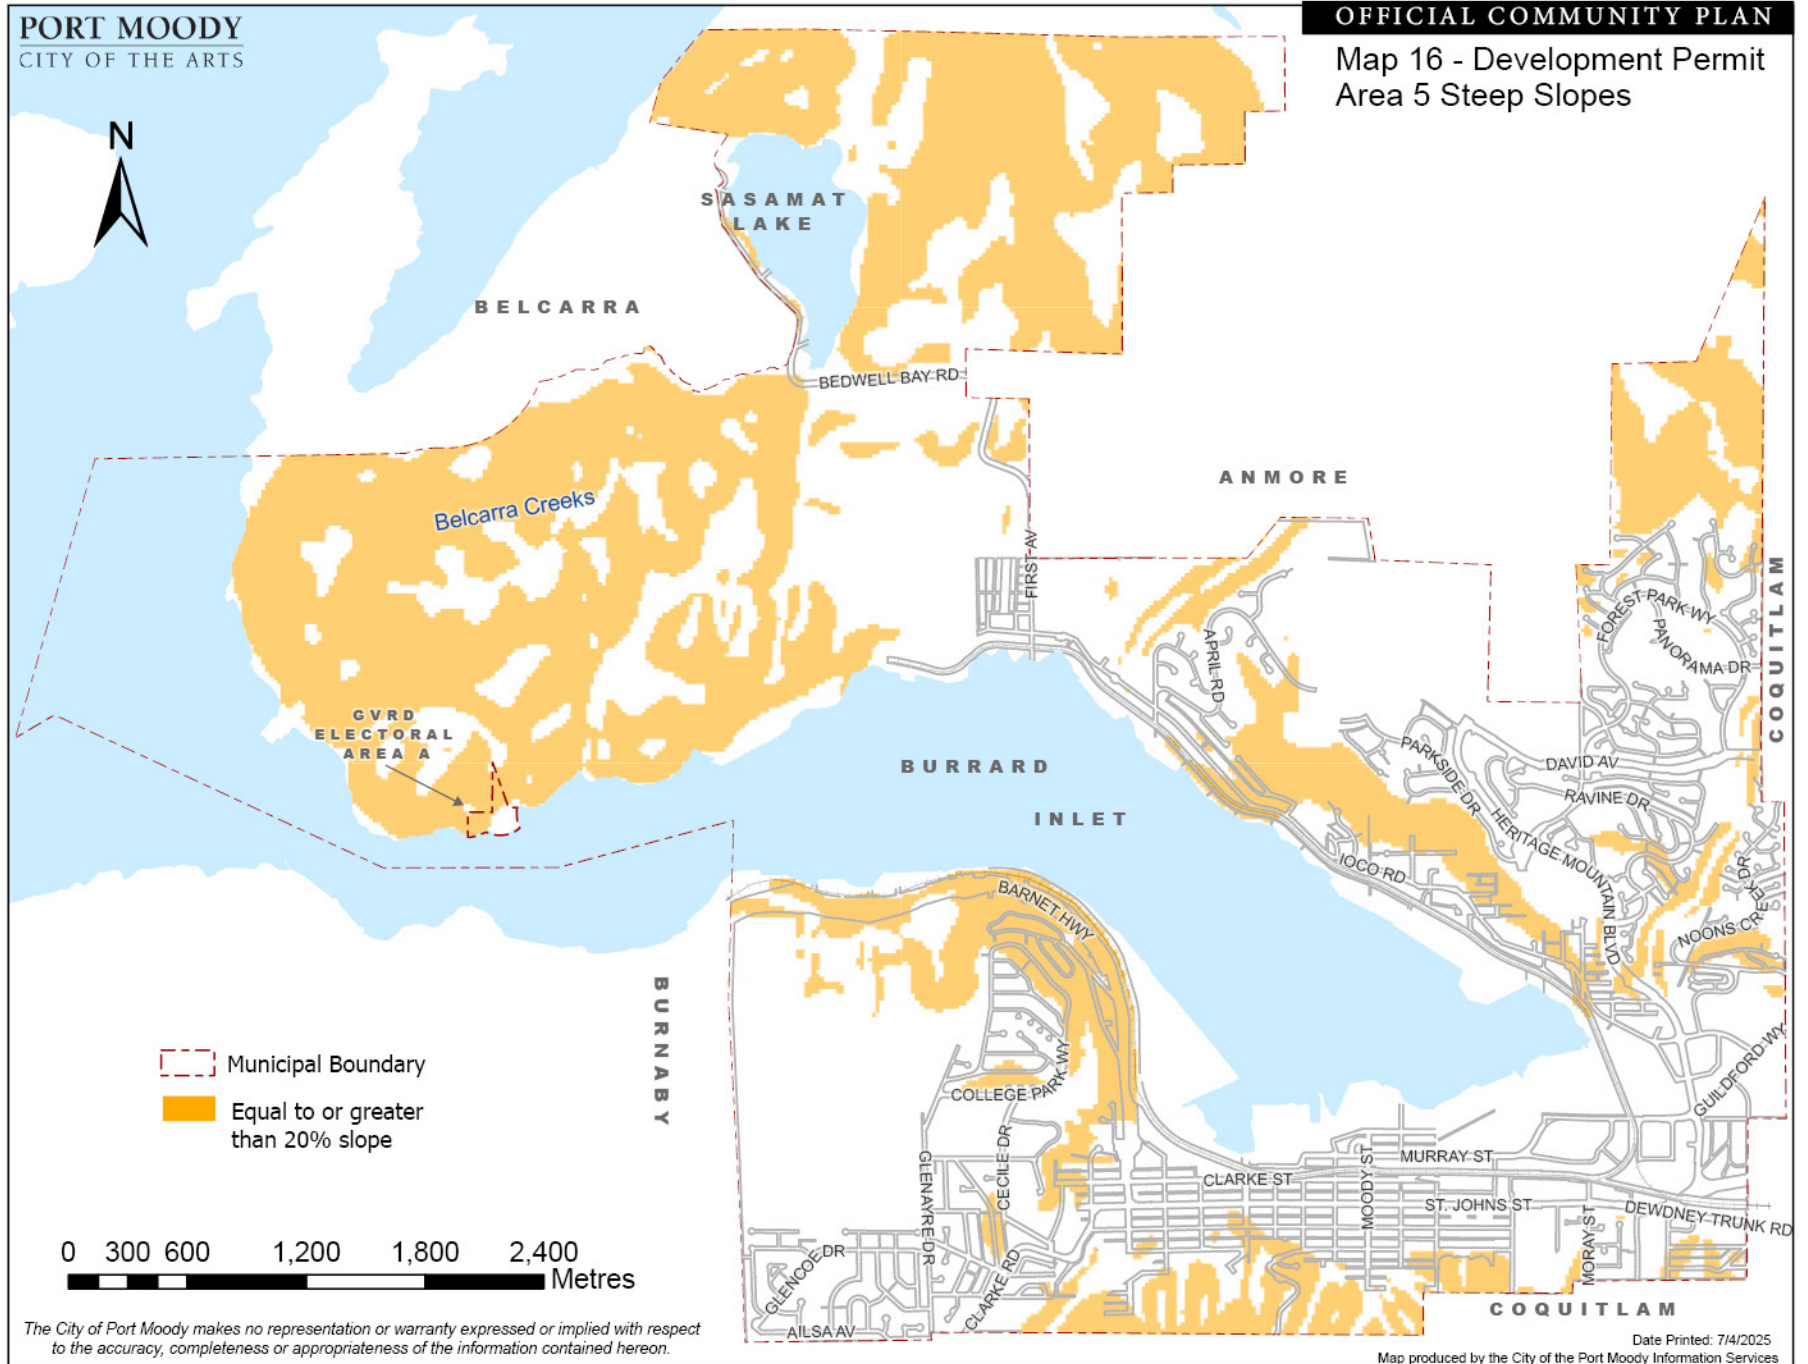 PORT MOODY
CITY OF THE ARTS
OFFICIAL COMMUNITY PLAN
Map 16 - Development Permit
Area 5 Steep Slopes
N
SASAMAT
LAKE
BELCARRA
BEDWELL BAY RD
ANMORE
Belcarra Creeks
FIRST AV
COQUITLAM
FOREST PARK WY
PANORAMA DR
APRIL RD
GVRD
ELECTORAL
AREA A
BURRARD
INLET
PARKSIDE DR
DAVID AV
RAVINE DR
HERITAGE MOUNTAIN BLVD
IOCO RD
NOONS CREEK DR
BARNET HWY
BURNABY
Municipal Boundary
Equal to or greater
than 20% slope
COLLEGE PARK WY
GUILDFORD WY
CECILE DR
GLENAYRE DR
MURRAY ST
CLARKE ST
MOODY ST
ST. JOHNS ST
MORAY ST
DEWDNEY TRUNK RD
GLENCOE DR
CLARKE RD
AILSA AV
COQUITLAM
0 300 600 1,200 1,800 2,400
Metres
The City of Port Moody makes no representation or warranty expressed or implied with respect
to the accuracy, completeness or appropriateness of the information contained hereon.
Date Printed: 7/4/2025
Map produced by the City of the Port Moody Information Services